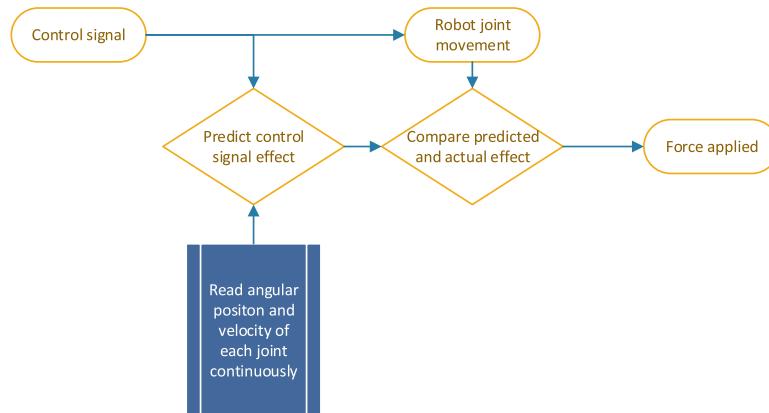 Control signal
Robot joint
movement
Predict control
signal effect
Compare predicted
and actual effect
Force applied
Read angular
positon and
velocity of
each joint
continuously